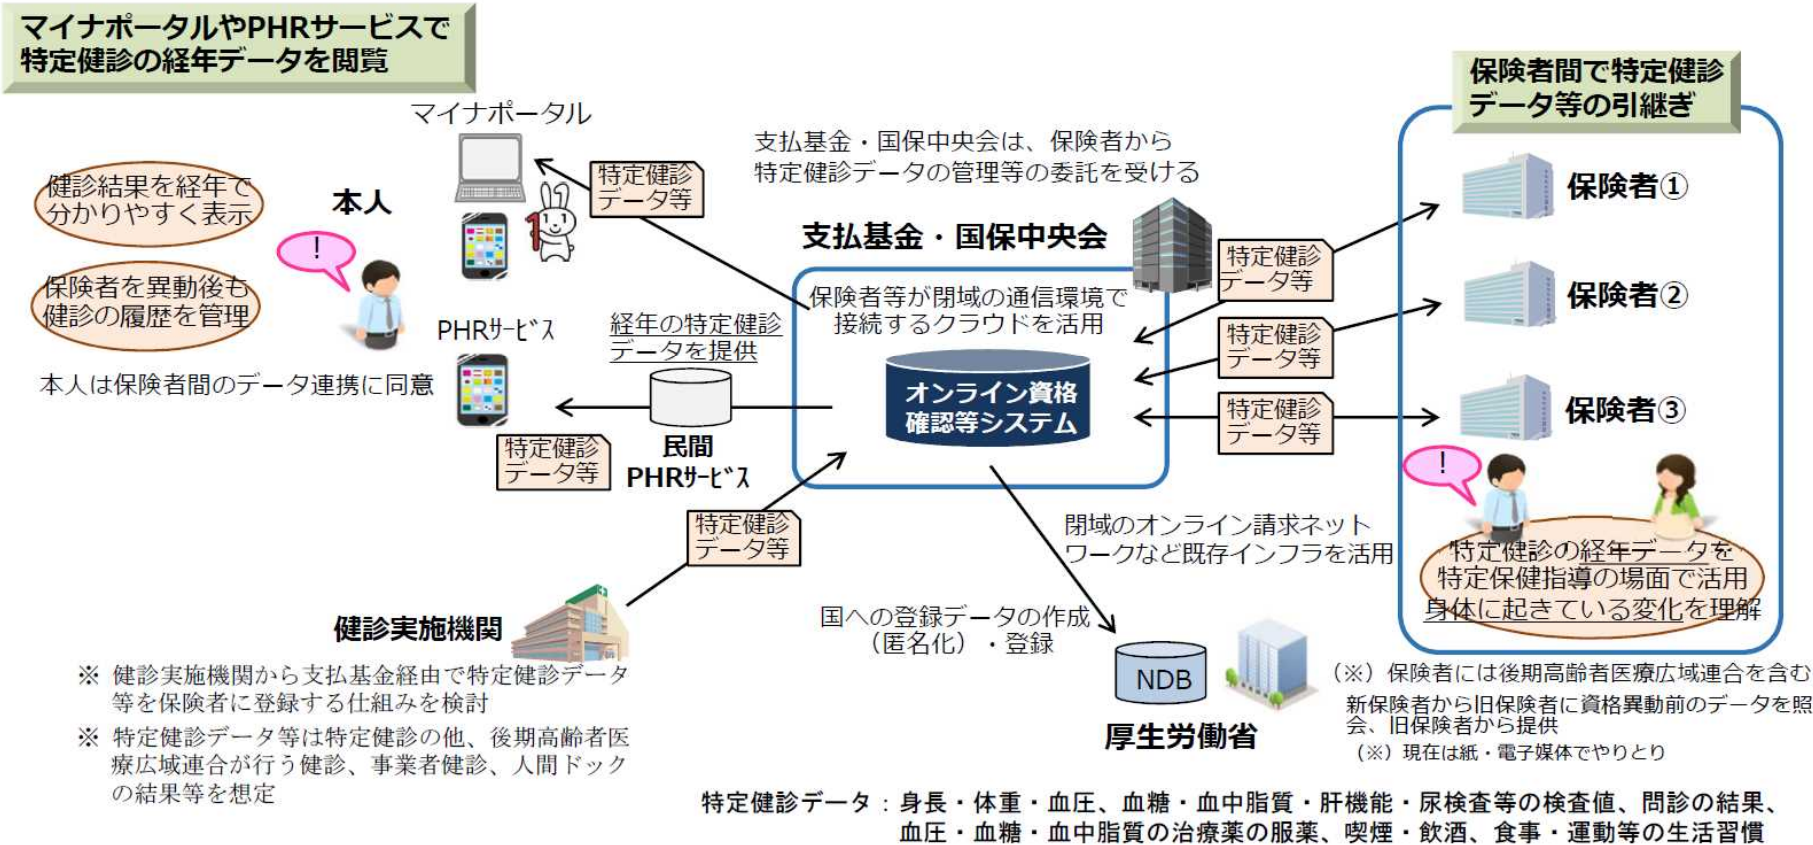 マイナポータルやPHRサービスで
特定健診の経年データを閲覧
保険者間で特定健診
データ等の引継ぎ
マイナポータル
支払基金・国保中央会は、保険者から
特定健診データの管理等の委託を受ける
健診結果を経年で
分かりやすく表示
本人
!
特定健診
データ等
1
保険者①
支払基金・国保中央会
特定健診
データ等
保険者を異動後も
健診の履歴を管理
保険者等が閉域の通信環境で
接続するクラウドを活用
保険者②
PHRｻｰﾋﾞｽ
経年の特定健診
データを提供
特定健診
データ等
本人は保険者間のデータ連携に同意
オンライン資格
確認等システム
特定健診
データ等
保険者③
特定健診
データ等
民間
PHRｻｰﾋﾞｽ
!
特定健診
データ等
閉域のオンライン請求ネット
ワークなど既存インフラを活用
特定健診の経年データを
特定保健指導の場面で活用
身体に起きている変化を理解
健診実施機関
国への登録データの作成
（匿名化）・登録
NDB
厚生労働省
※ 健診実施機関から支払基金経由で特定健診データ
等を保険者に登録する仕組みを検討
※ 特定健診データ等は特定健診の他、後期高齢者医
療広域連合が行う健診、事業者健診、人間ドック
の結果等を想定
（※）保険者には後期高齢者医療広域連合を含む
新保険者から旧保険者に資格異動前のデータを照
会、旧保険者から提供
（※）現在は紙・電子媒体でやりとり
特定健診データ：身長・体重・血圧、血糖・血中脂質・肝機能・尿検査等の検査値、問診の結果、
血圧・血糖・血中脂質の治療薬の服薬、喫煙・飲酒、食事・運動等の生活習慣